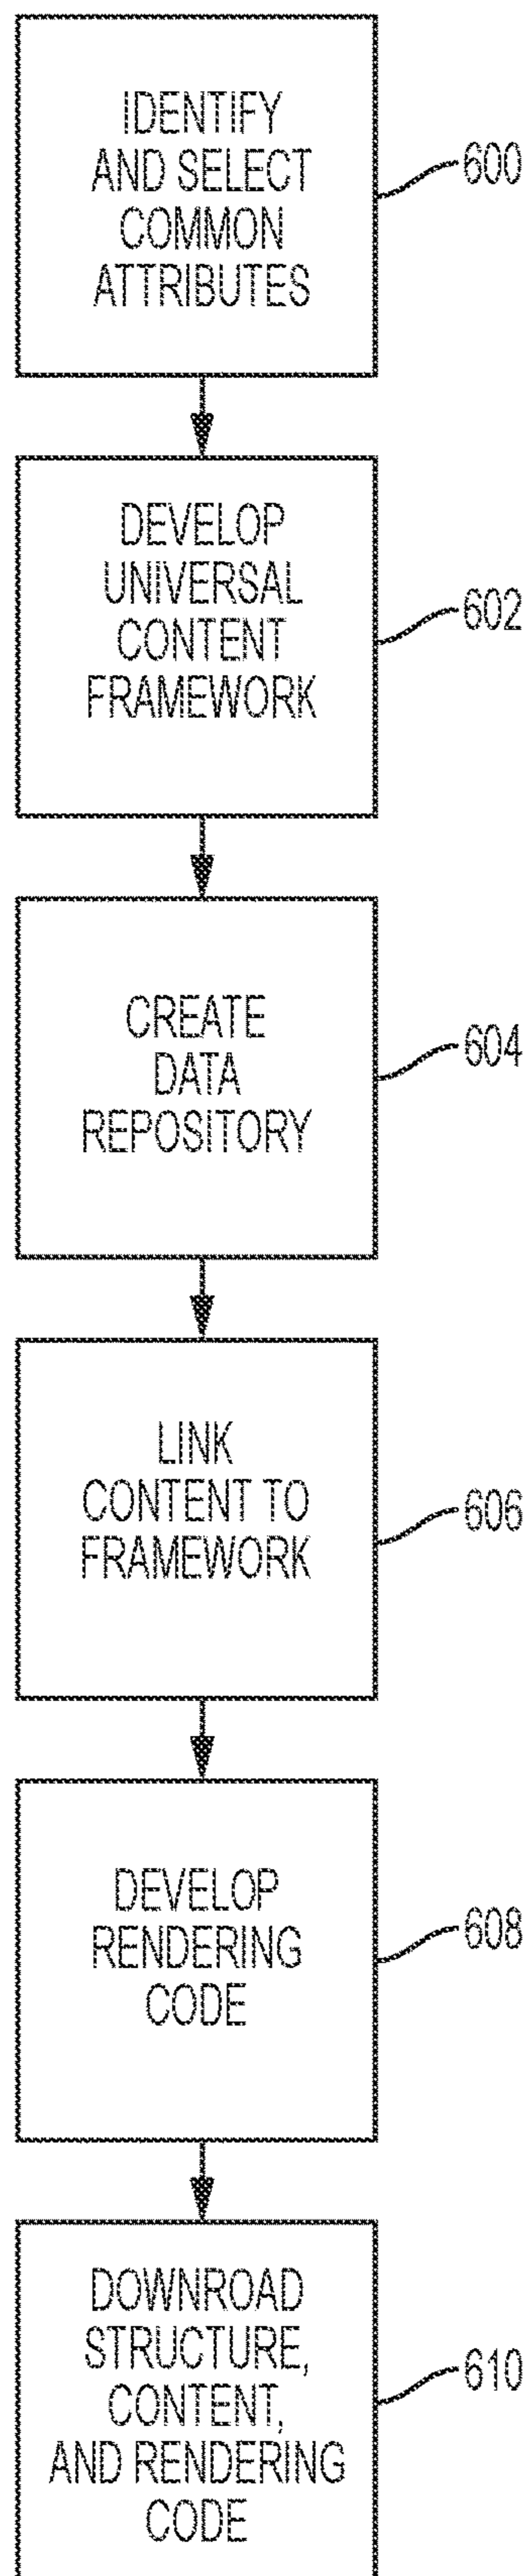 IDENTIFY
AND SELECT
COMMON
ATTRIBUTES
600
DEVELOP
UNIVERSAL
CONTENT
FRAMEWORK
602
CREATE
DATA
REPOSITORY
604
LINK
CONTENT TO
FRAMEWORK
606
DEVELOP
RENDERING
CODE
608
DOWNROAD
STRUCTURE,
CONTENT,
AND RENDERING
CODE
610